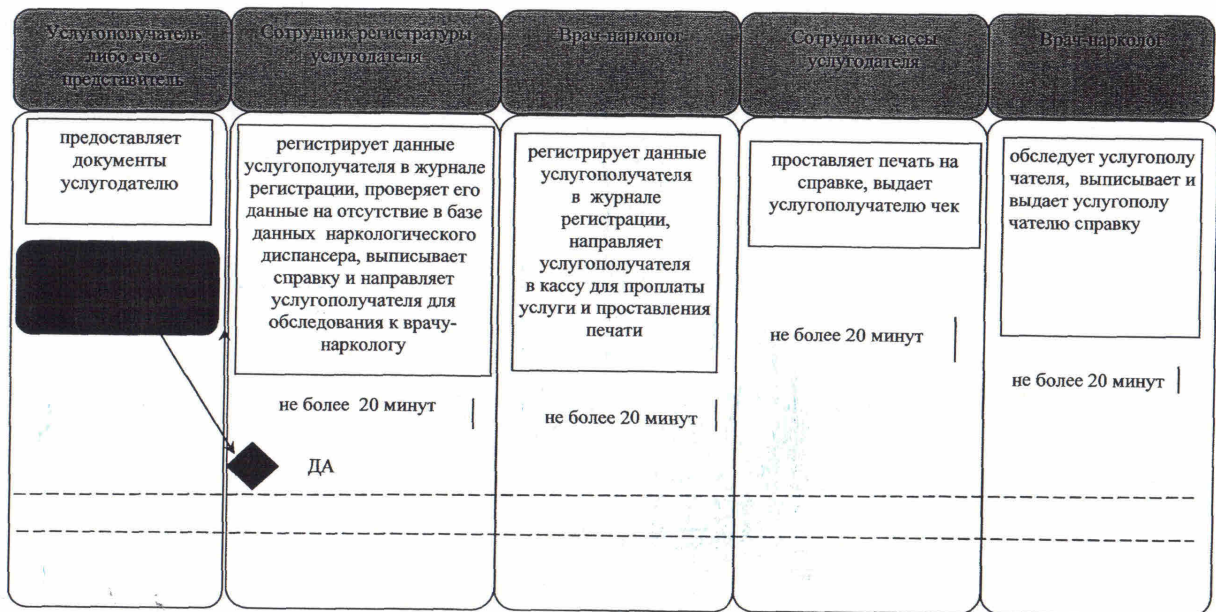 Услугополучатель
либо его
представитель
Сотрудник регистратуры
услугодателя
Врач-нарколог
Сотрудник кассы
услугодателя
Врач-нарколог
предоставляет
документы
услугодателю
регистрирует данные
услугополучателя в журнале
регистрации, проверяет его
данные на отсутствие в базе
данных наркологического
диспансера, выписывает
справку и направляет
услугополучателя для
обследования к врачу-
наркологу
не более 20 минут
ДА
регистрирует данные
услугополучателя
в журнале
регистрации,
направляет
услугополучателя
в кассу для проплаты
услуги и проставления
печати
не более 20 минут
проставляет печать на
справке, выдает
услугополучателю чек
не более 20 минут
обследует услугополу
чателя, выписывает и
выдает услугополу
чателю справку
не более 20 минут